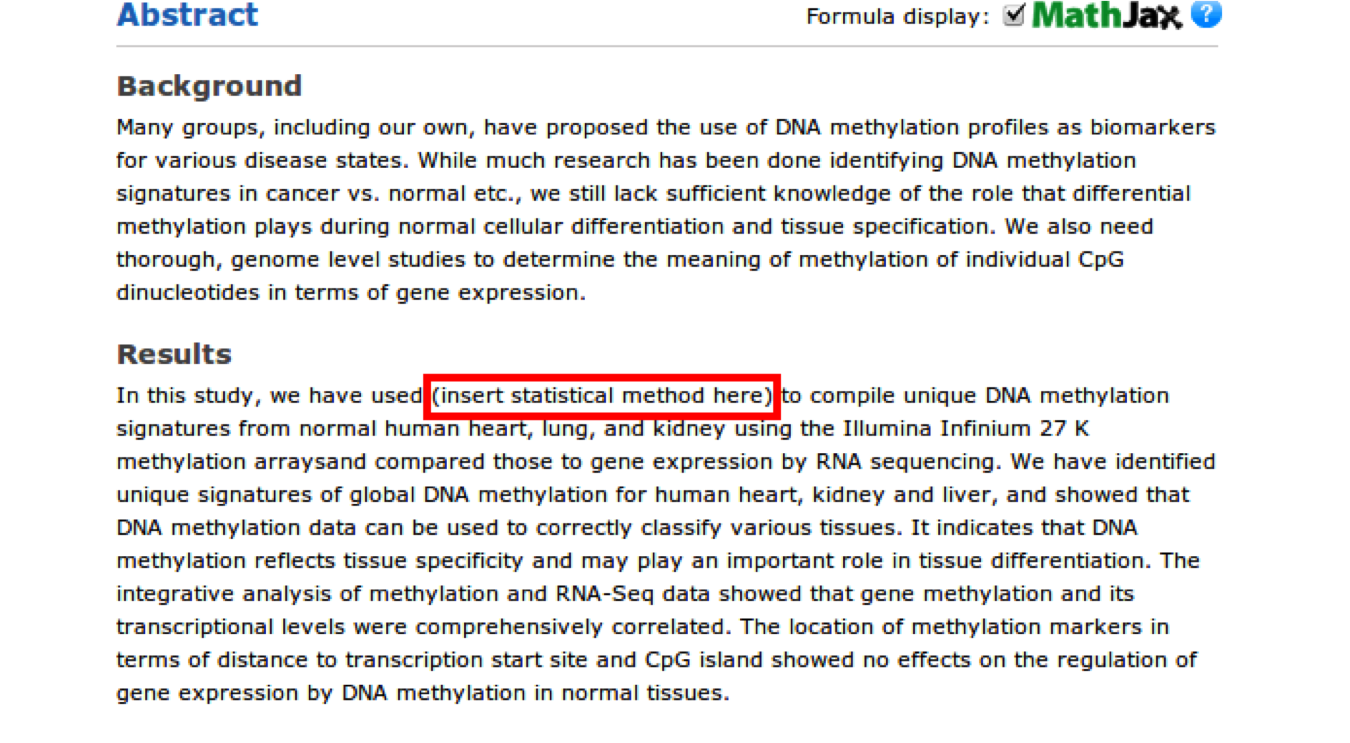 Abstract
Formula display: MathJax ?
Background
Many groups, including our own, have proposed the use of DNA methylation profiles as biomarkers
for various disease states. While much research has been done identifying DNA methylation
signatures in cancer vs. normal etc., we still lack sufficient knowledge of the role that differential
methylation plays during normal cellular differentiation and tissue specification. We also need
thorough, genome level studies to determine the meaning of methylation of individual CpG
dinucleotides in terms of gene expression.
Results
In this study, we have used (insert statistical method here) to compile unique DNA methylation
signatures from normal human heart, lung, and kidney using the Illumina Infinium 27 K
methylation arraysand compared those to gene expression by RNA sequencing. We have identified
unique signatures of global DNA methylation for human heart, kidney and liver, and showed that
DNA methylation data can be used to correctly classify various tissues. It indicates that DNA
methylation reflects tissue specificity and may play an important role in tissue differentiation. The
integrative analysis of methylation and RNA-Seq data showed that gene methylation and its
transcriptional levels were comprehensively correlated. The location of methylation markers in
terms of distance to transcription start site and CpG island showed no effects on the regulation of
gene expression by DNA methylation in normal tissues.